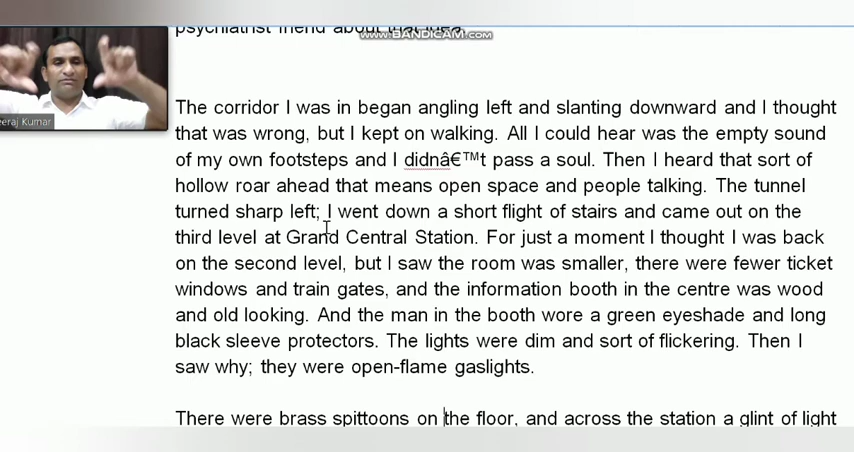 psychiatrist friend about that idea.
www.BANDICAM.com
eeraj Kumar
The corridor I was in began angling left and slanting downward and I thought
that was wrong, but I kept on walking. All I could hear was the empty sound
of my own footsteps and I didnâ€™t pass a soul. Then I heard that sort of
hollow roar ahead that means open space and people talking. The tunnel
turned sharp left; I went down a short flight of stairs and came out on the
third level at Grand Central Station. For just a moment I thought I was back
on the second level, but I saw the room was smaller, there were fewer ticket
windows and train gates, and the information booth in the centre was wood
and old looking. And the man in the booth wore a green eyeshade and long
black sleeve protectors. The lights were dim and sort of flickering. Then I
saw why; they were open-flame gaslights.
There were brass spittoons on the floor, and across the station a glint of light